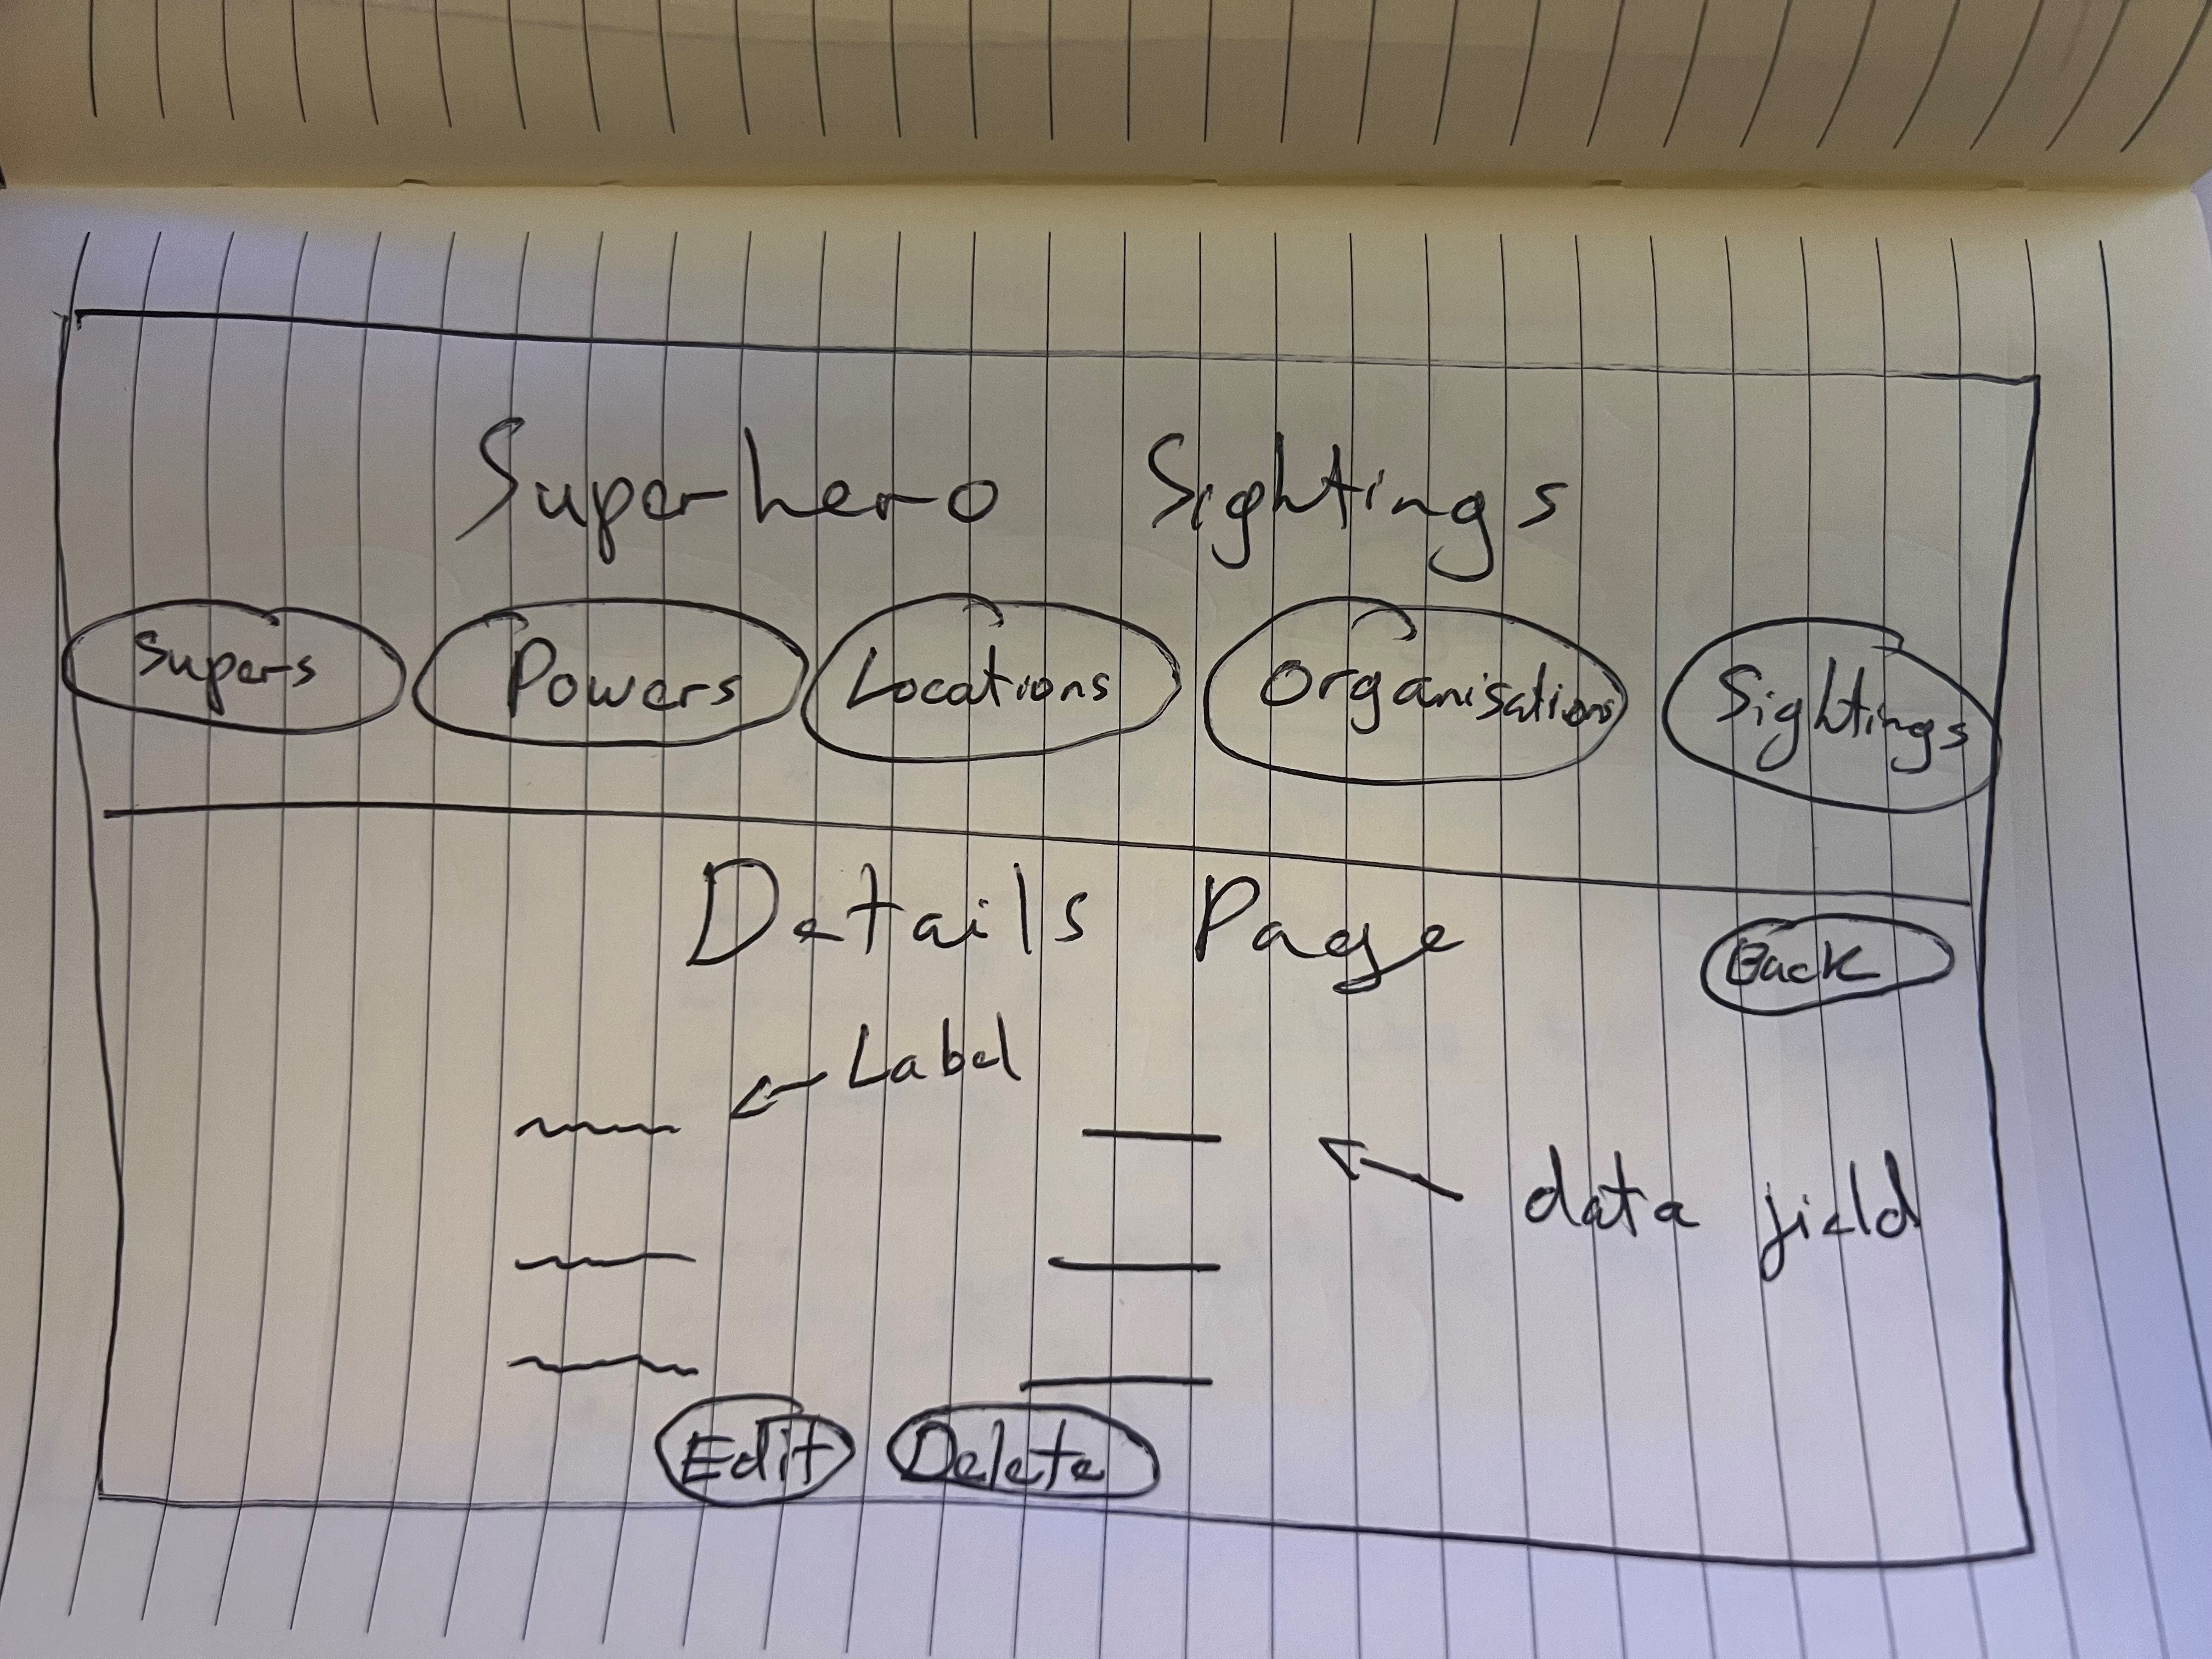 Superhero Sightings
Supers Powers Locations Organisations Sightings
Details Page
Back
Label
data field
Edit Delete